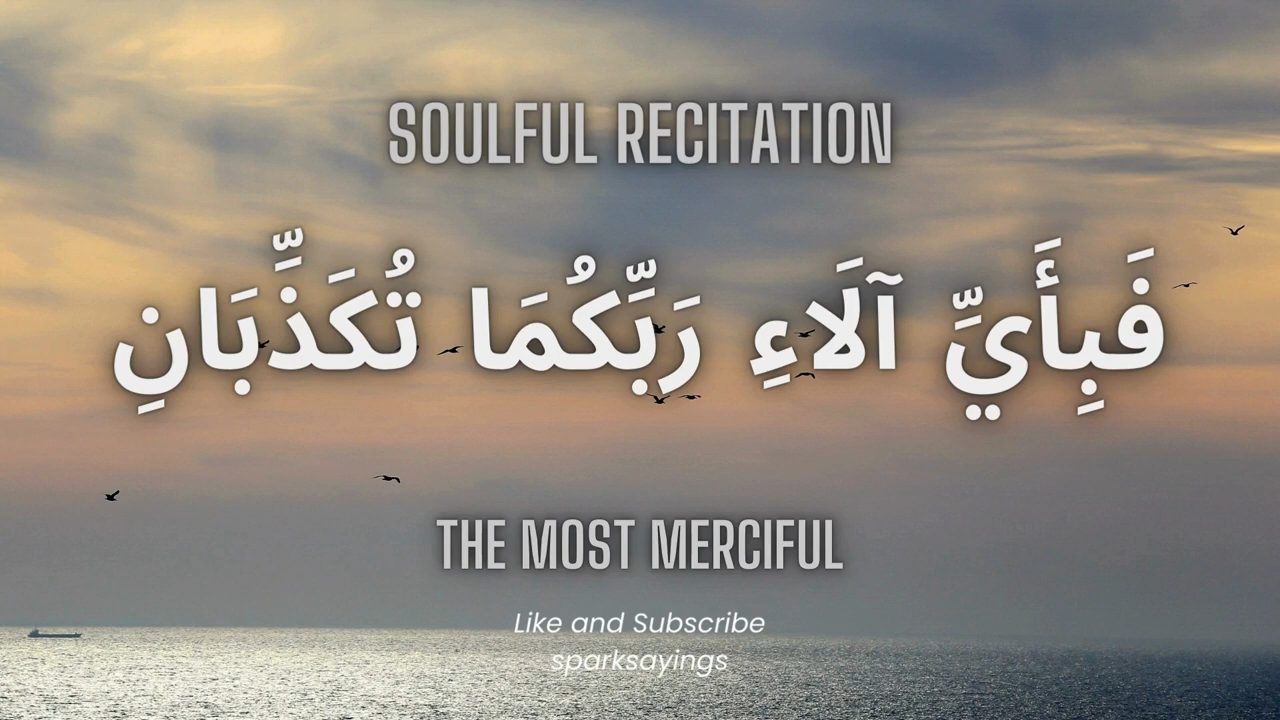 SOULFUL RECITATION
فَبِأَيِّ آلَاءِ رَبِّكُمَا تُكَذِّبَانِ
THE MOST MERCIFUL
Like and Subscribe
sparksayings